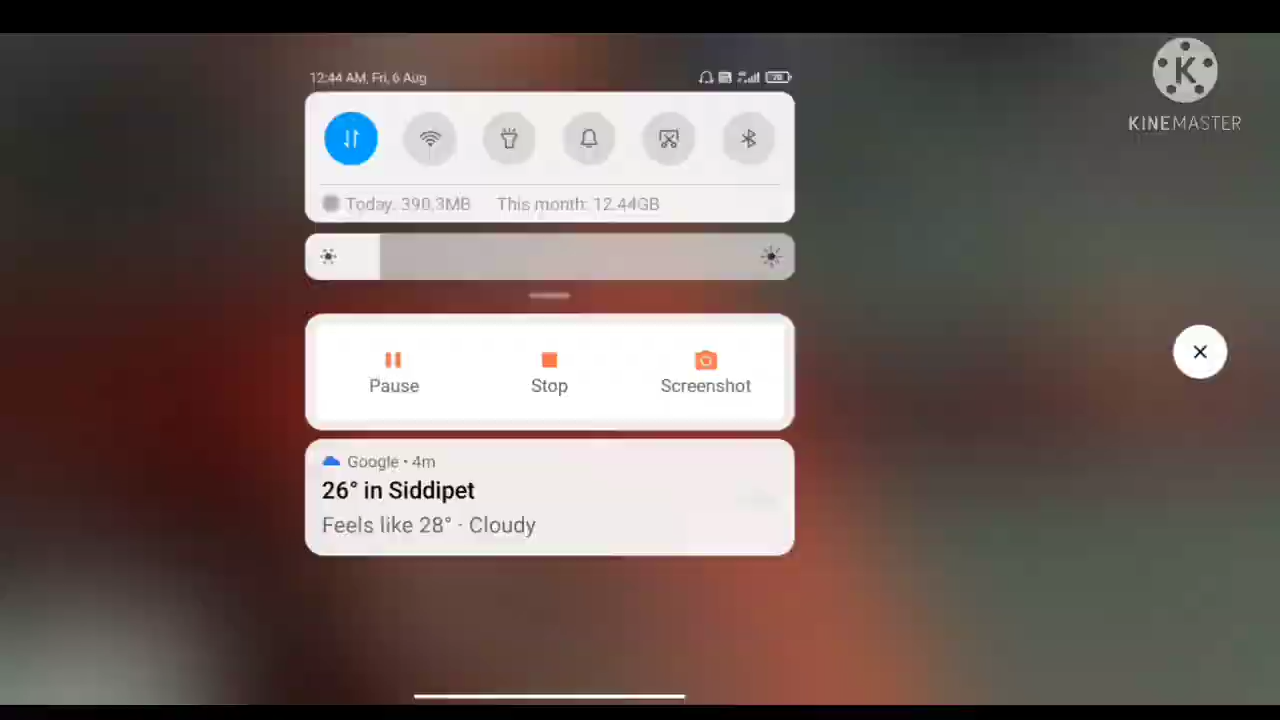 12:44 AM, Fri, 6 Aug
KINEMASTER
Today: 390.3MB This month: 12.44GB
Pause Stop Screenshot
Google • 4m
26° in Siddipet
Feels like 28° · Cloudy